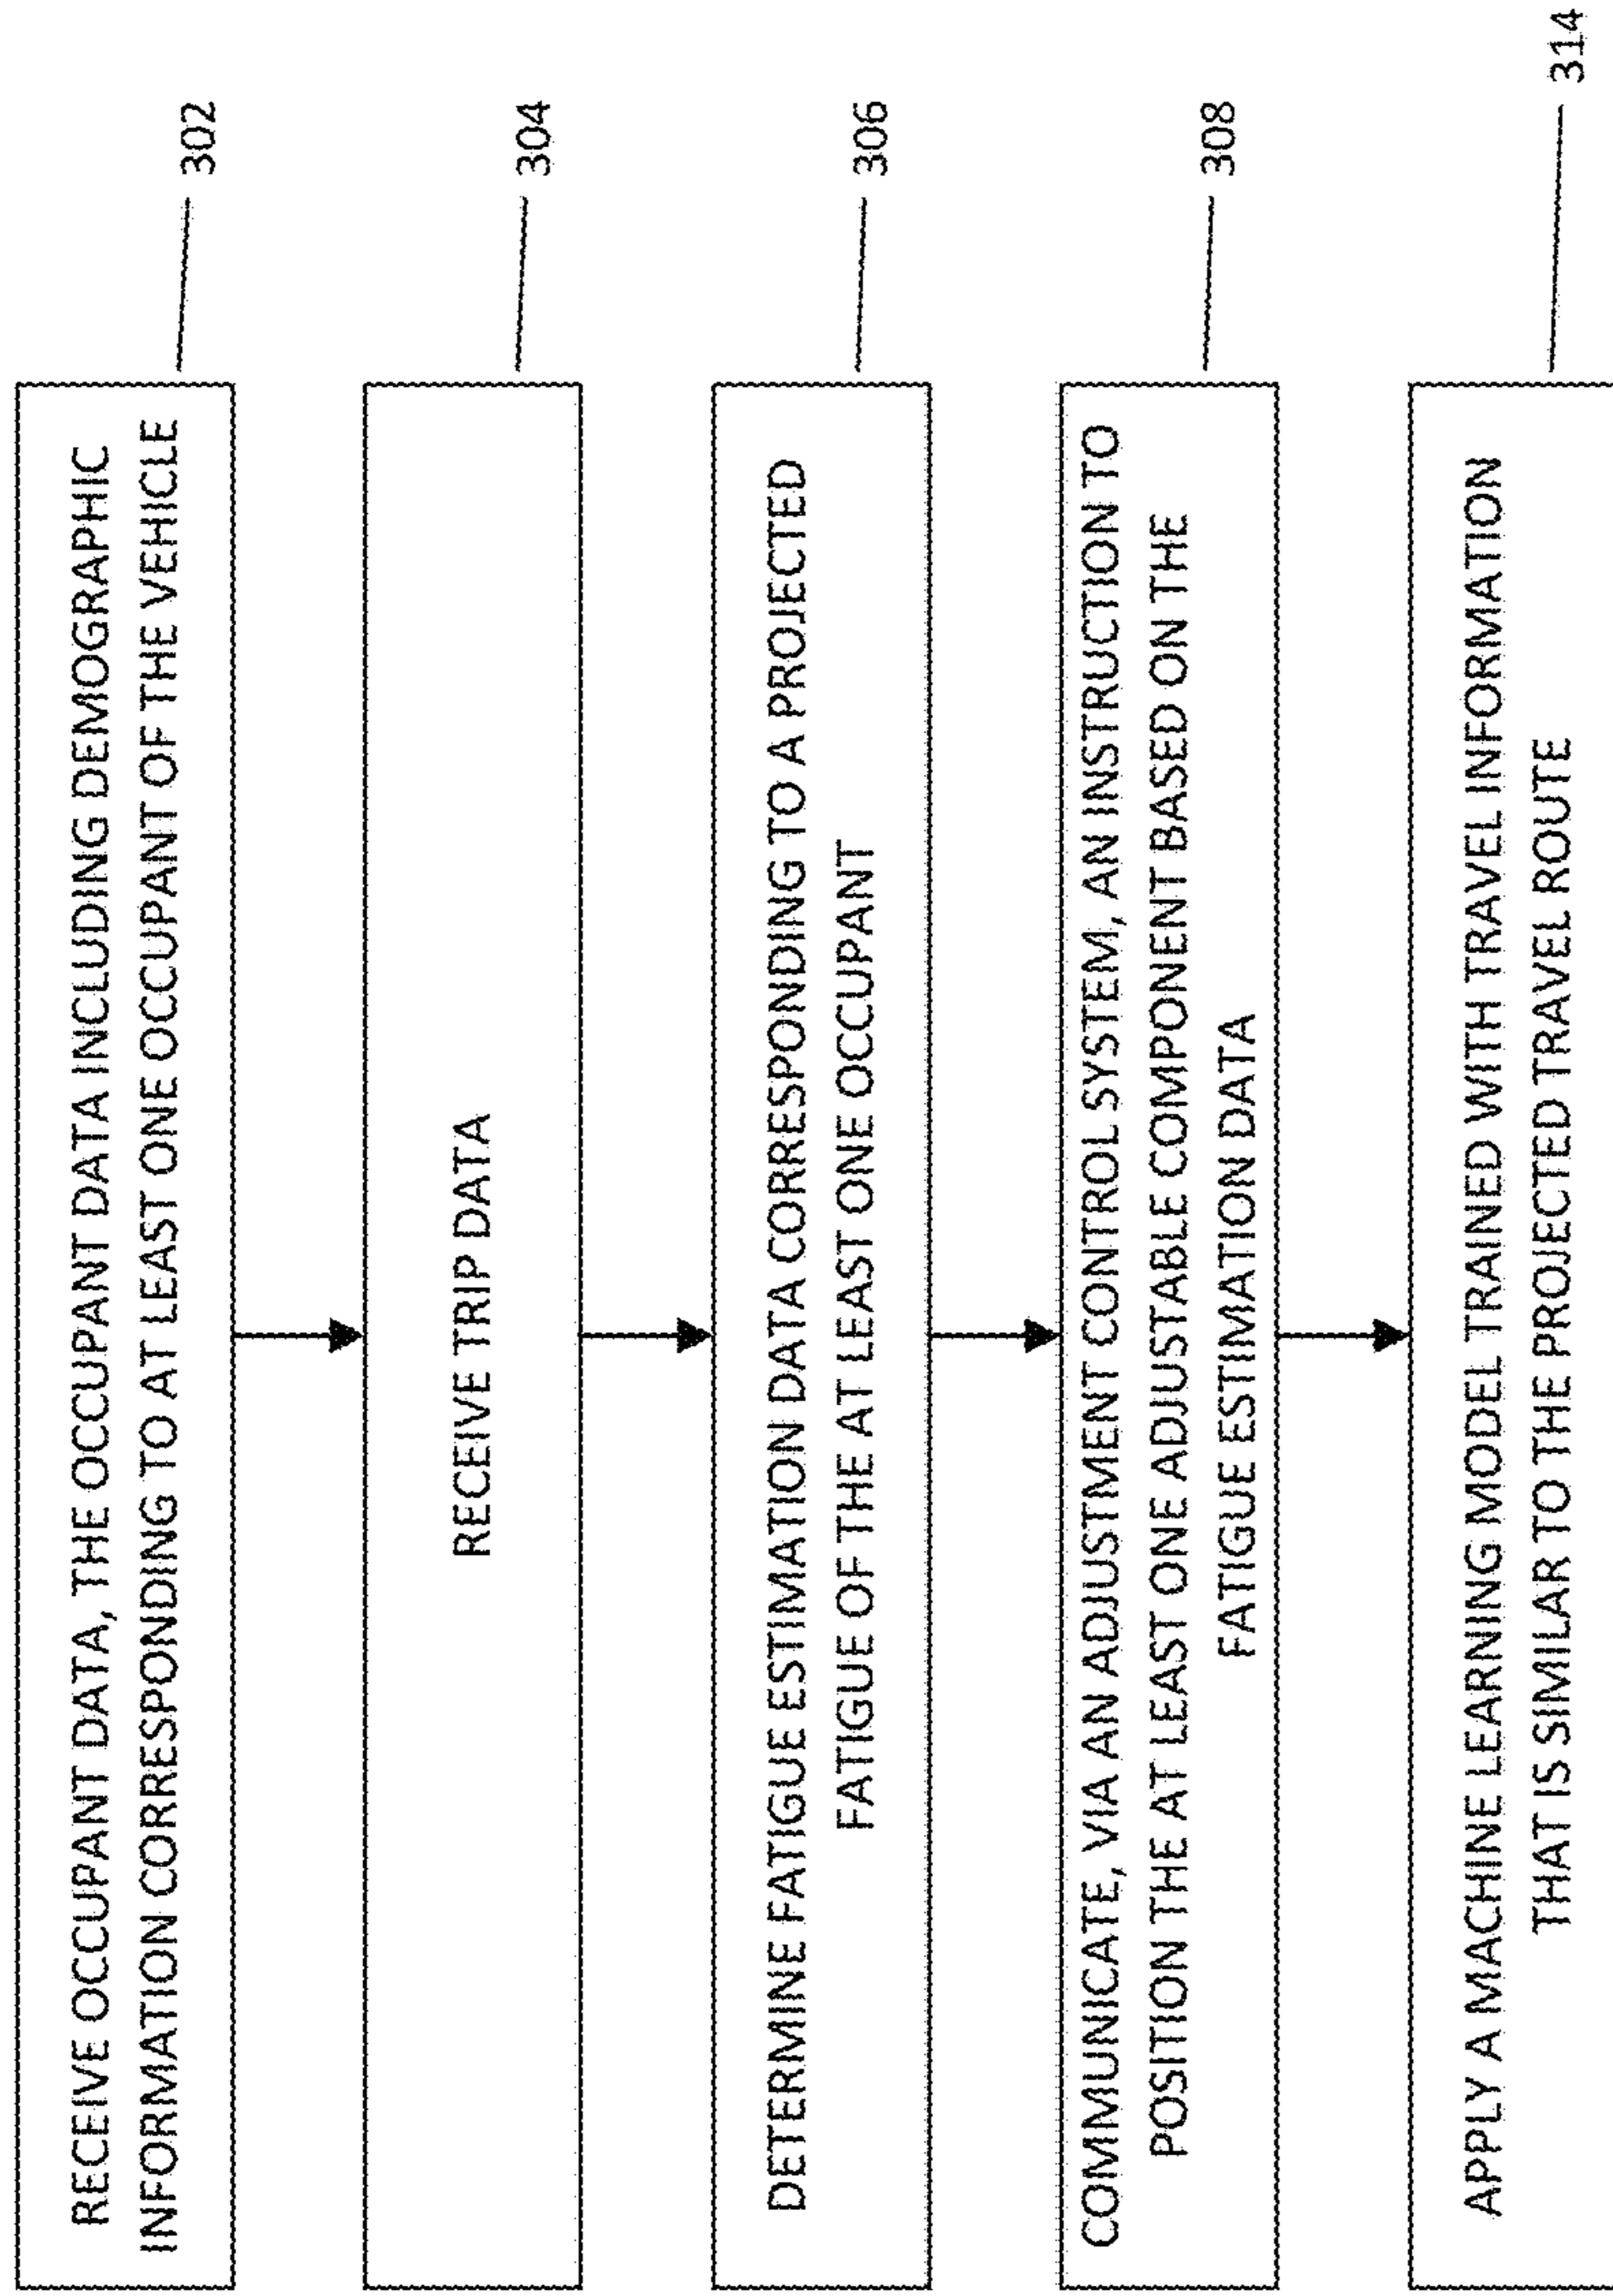 RECEIVE OCCUPANT DATA, THE OCCUPANT DATA INCLUDING DEMOGRAPHIC
INFORMATION CORRESPONDING TO AT LEAST ONE OCCUPANT OF THE VEHICLE
302
RECEIVE TRIP DATA
304
DETERMINE FATIGUE ESTIMATION DATA CORRESPONDING TO A PROJECTED
FATIGUE OF THE AT LEAST ONE OCCUPANT
306
COMMUNICATE, VIA AN ADJUSTMENT CONTROL SYSTEM, AN INSTRUCTION TO
POSITION THE AT LEAST ONE ADJUSTABLE COMPONENT BASED ON THE
FATIGUE ESTIMATION DATA
308
APPLY A MACHINE LEARNING MODEL TRAINED WITH TRAVEL INFORMATION
THAT IS SIMILAR TO THE PROJECTED TRAVEL ROUTE
314